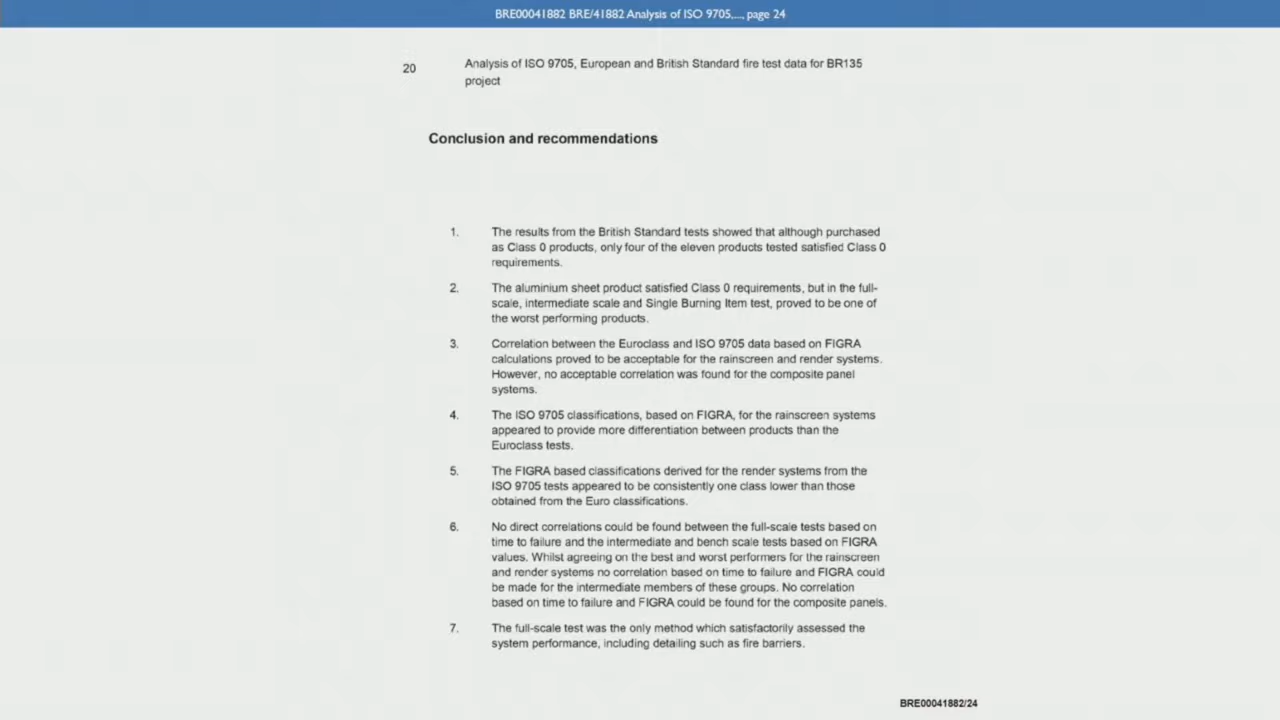 BRE00041882 BRE/41882 Analysis of ISO 9705,..., page 24
20
Analysis of ISO 9705, European and British Standard fire test data for BR135
project
Conclusion and recommendations
1. The results from the British Standard tests showed that although purchased
as Class 0 products, only four of the eleven products tested satisfied Class 0
requirements.
2. The aluminium sheet product satisfied Class 0 requirements, but in the full-
scale, intermediate scale and Single Burning Item test, proved to be one of
the worst performing products.
3. Correlation between the Euroclass and ISO 9705 data based on FIGRA
calculations proved to be acceptable for the rainscreen and render systems.
However, no acceptable correlation was found for the composite panel
systems.
4. The ISO 9705 classifications, based on FIGRA, for the rainscreen systems
appeared to provide more differentiation between products than the
Euroclass tests.
5. The FIGRA based classifications derived for the render systems from the
ISO 9705 tests appeared to be consistently one class lower than those
obtained from the Euro classifications.
6. No direct correlations could be found between the full-scale tests based on
time to failure and the intermediate and bench scale tests based on FIGRA
values. Whilst agreeing on the best and worst performers for the rainscreen
and render systems no correlation based on time to failure and FIGRA could
be made for the intermediate members of these groups. No correlation
based on time to failure and FIGRA could be found for the composite panels.
7. The full-scale test was the only method which satisfactorily assessed the
system performance, including detailing such as fire barriers.
BRE00041882/24